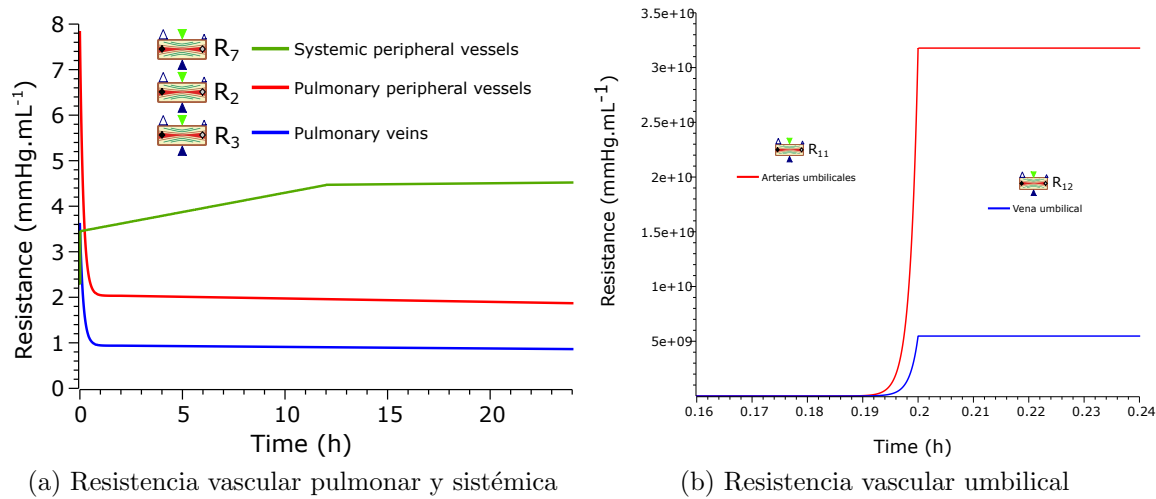 8
7
6
5
4
3
2
1
0
Resistance (mmHg.mL⁻¹)
R₇ Systemic peripheral vessels
R₂ Pulmonary peripheral vessels
R₃ Pulmonary veins
0 5 10 15 20
Time (h)
(a) Resistencia vascular pulmonar y sistémica
3.5e+10
3e+10
2.5e+10
2e+10
1.5e+10
1e+10
5e+09
Resistance (mmHg.mL⁻¹)
R₁₁
Arterias umbilicales
R₁₂
Vena umbilical
0.16 0.17 0.18 0.19 0.2 0.21 0.22 0.23 0.24
Time (h)
(b) Resistencia vascular umbilical